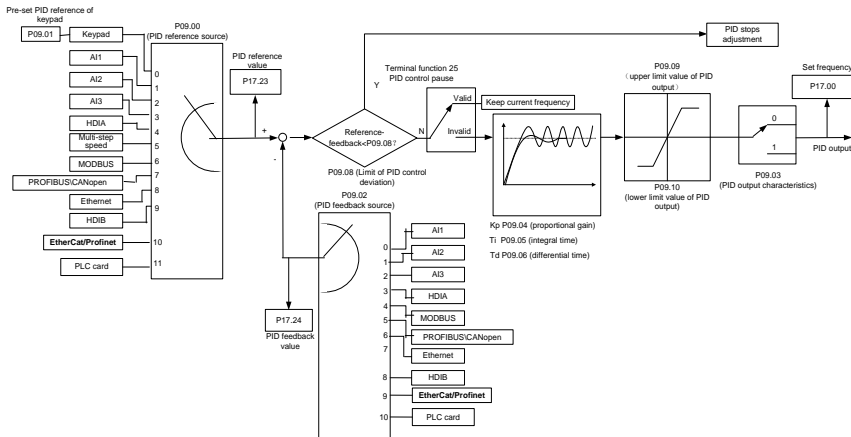 Pre-set PID reference of
keypad
P09.01
Keypad
AI1
AI2
AI3
HDIA
Multi-step
speed
MODBUS
PROFIBUS\CANopen
Ethernet
HDIB
EtherCat/Profinet
PLC card
P09.00
(PID reference source)
0
1
2
3
4
5
6
7
8
9
10
11
PID reference
value
P17.23
+
-
Reference-
feedback<P09.08?
P09.08 (Limit of PID control
deviation)
Y
N
PID stops
adjustment
Terminal function 25
PID control pause
Valid
Invalid
Keep current frequency
Kp P09.04 (proportional gain)
Ti P09.05 (integral time)
Td P09.06 (differential time)
P09.09
(upper limit value of PID
output)
P09.10
(lower limit value of PID
output)
0
1
P09.03
(PID output characteristics)
Set frequency
P17.00
PID output
P09.02
(PID feedback source)
P17.24
PID feedback
value
0
1
2
3
4
5
6
7
8
9
10
AI1
AI2
AI3
HDIA
MODBUS
PROFIBUS\CANopen
Ethernet
HDIB
EtherCat/Profinet
PLC card